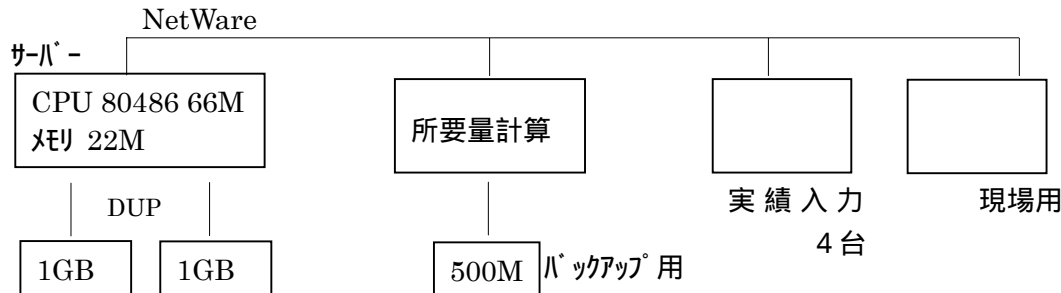 NetWare
ｻｰﾊﾞｰ
CPU 80486 66M
ﾒﾓﾘ 22M
所要量計算
実績入力
４台
現場用
DUP
1GB
1GB
500M
ﾊﾞｯｸｱｯﾌﾟ用